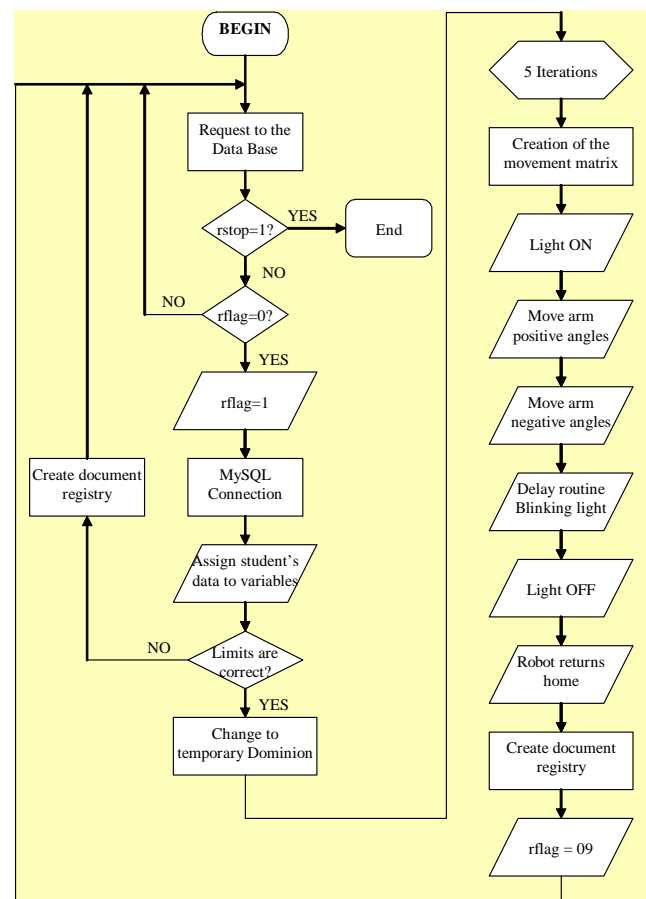 BEGIN
Request to the
Data Base
rstop=1?
YES
End
NO
rflag=0?
NO
YES
rflag=1
MySQL
Connection
Create document
registry
Assign student's
data to variables
Limits are
correct?
NO
YES
Change to
temporary Dominion
5 Iterations
Creation of the
movement matrix
Light ON
Move arm
positive angles
Move arm
negative angles
Delay routine
Blinking light
Light OFF
Robot returns
home
Create document
registry
rflag = 09